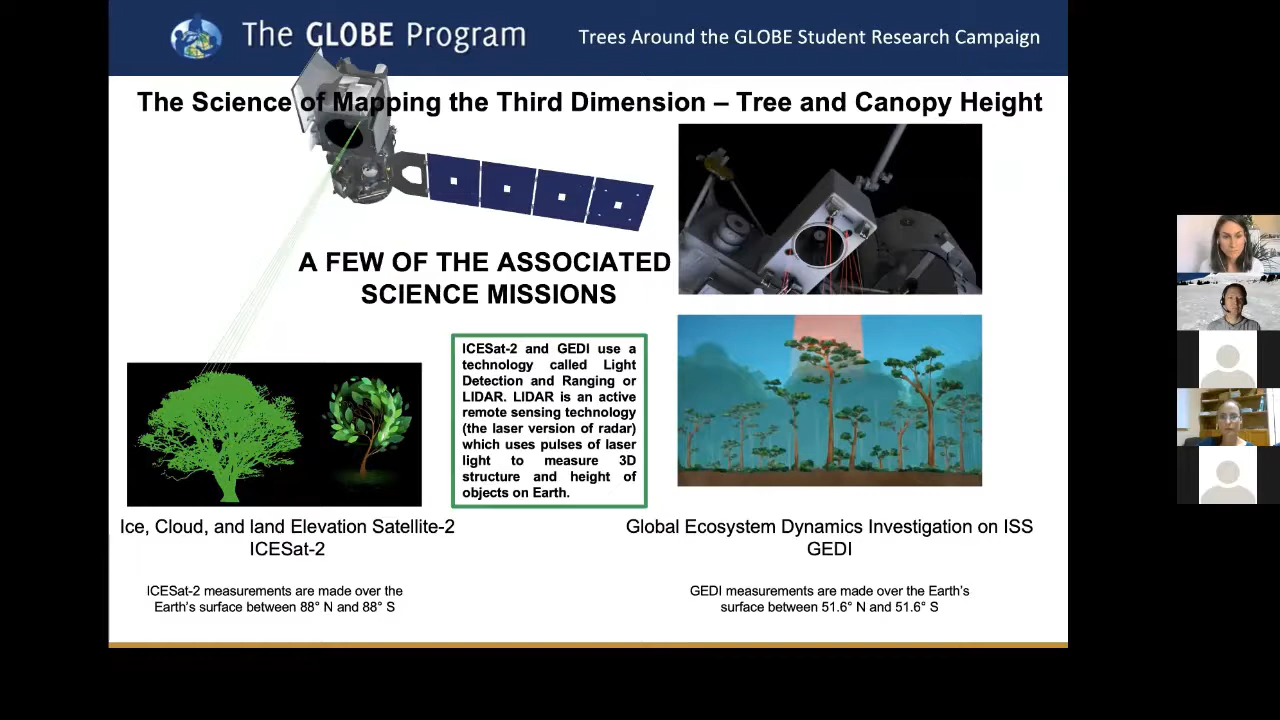 The GLOBE Program
Trees Around the GLOBE Student Research Campaign
The Science of Mapping the Third Dimension – Tree and Canopy Height
A FEW OF THE ASSOCIATED
SCIENCE MISSIONS
ICESat-2 and GEDI use a
technology called Light
Detection and Ranging or
LIDAR. LIDAR is an active
remote sensing technology
(the laser version of radar)
which uses pulses of laser
light to measure 3D
structure and height of
objects on Earth.
Ice, Cloud, and land Elevation Satellite-2
ICESat-2
Global Ecosystem Dynamics Investigation on ISS
GEDI
ICESat-2 measurements are made over the
Earth's surface between 88° N and 88° S
GEDI measurements are made over the Earth's
surface between 51.6° N and 51.6° S